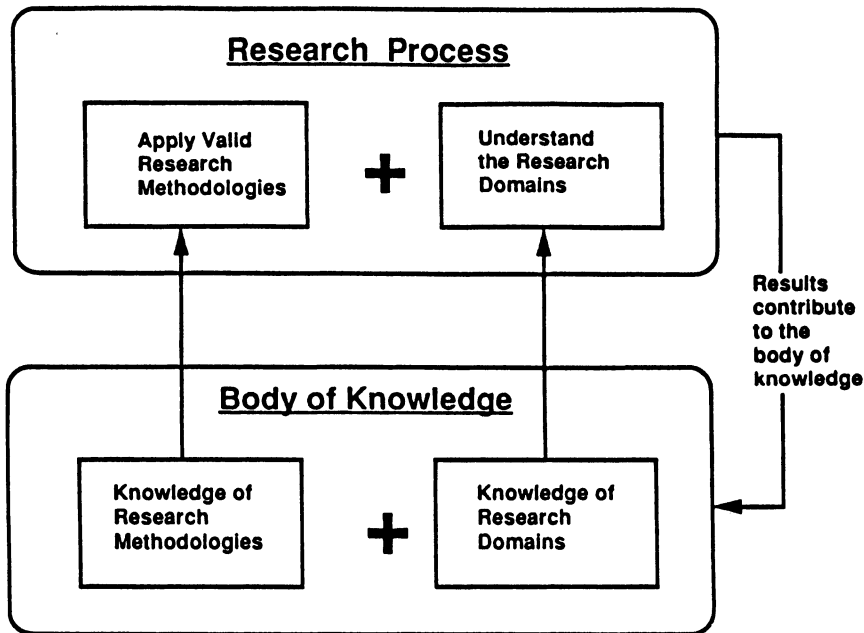 Research Process
Apply Valid
Research
Methodologies
+
Understand
the Research
Domains
Results
contribute
to the
body of
knowledge
Body of Knowledge
Knowledge of
Research
Methodologies
+
Knowledge of
Research
Domains